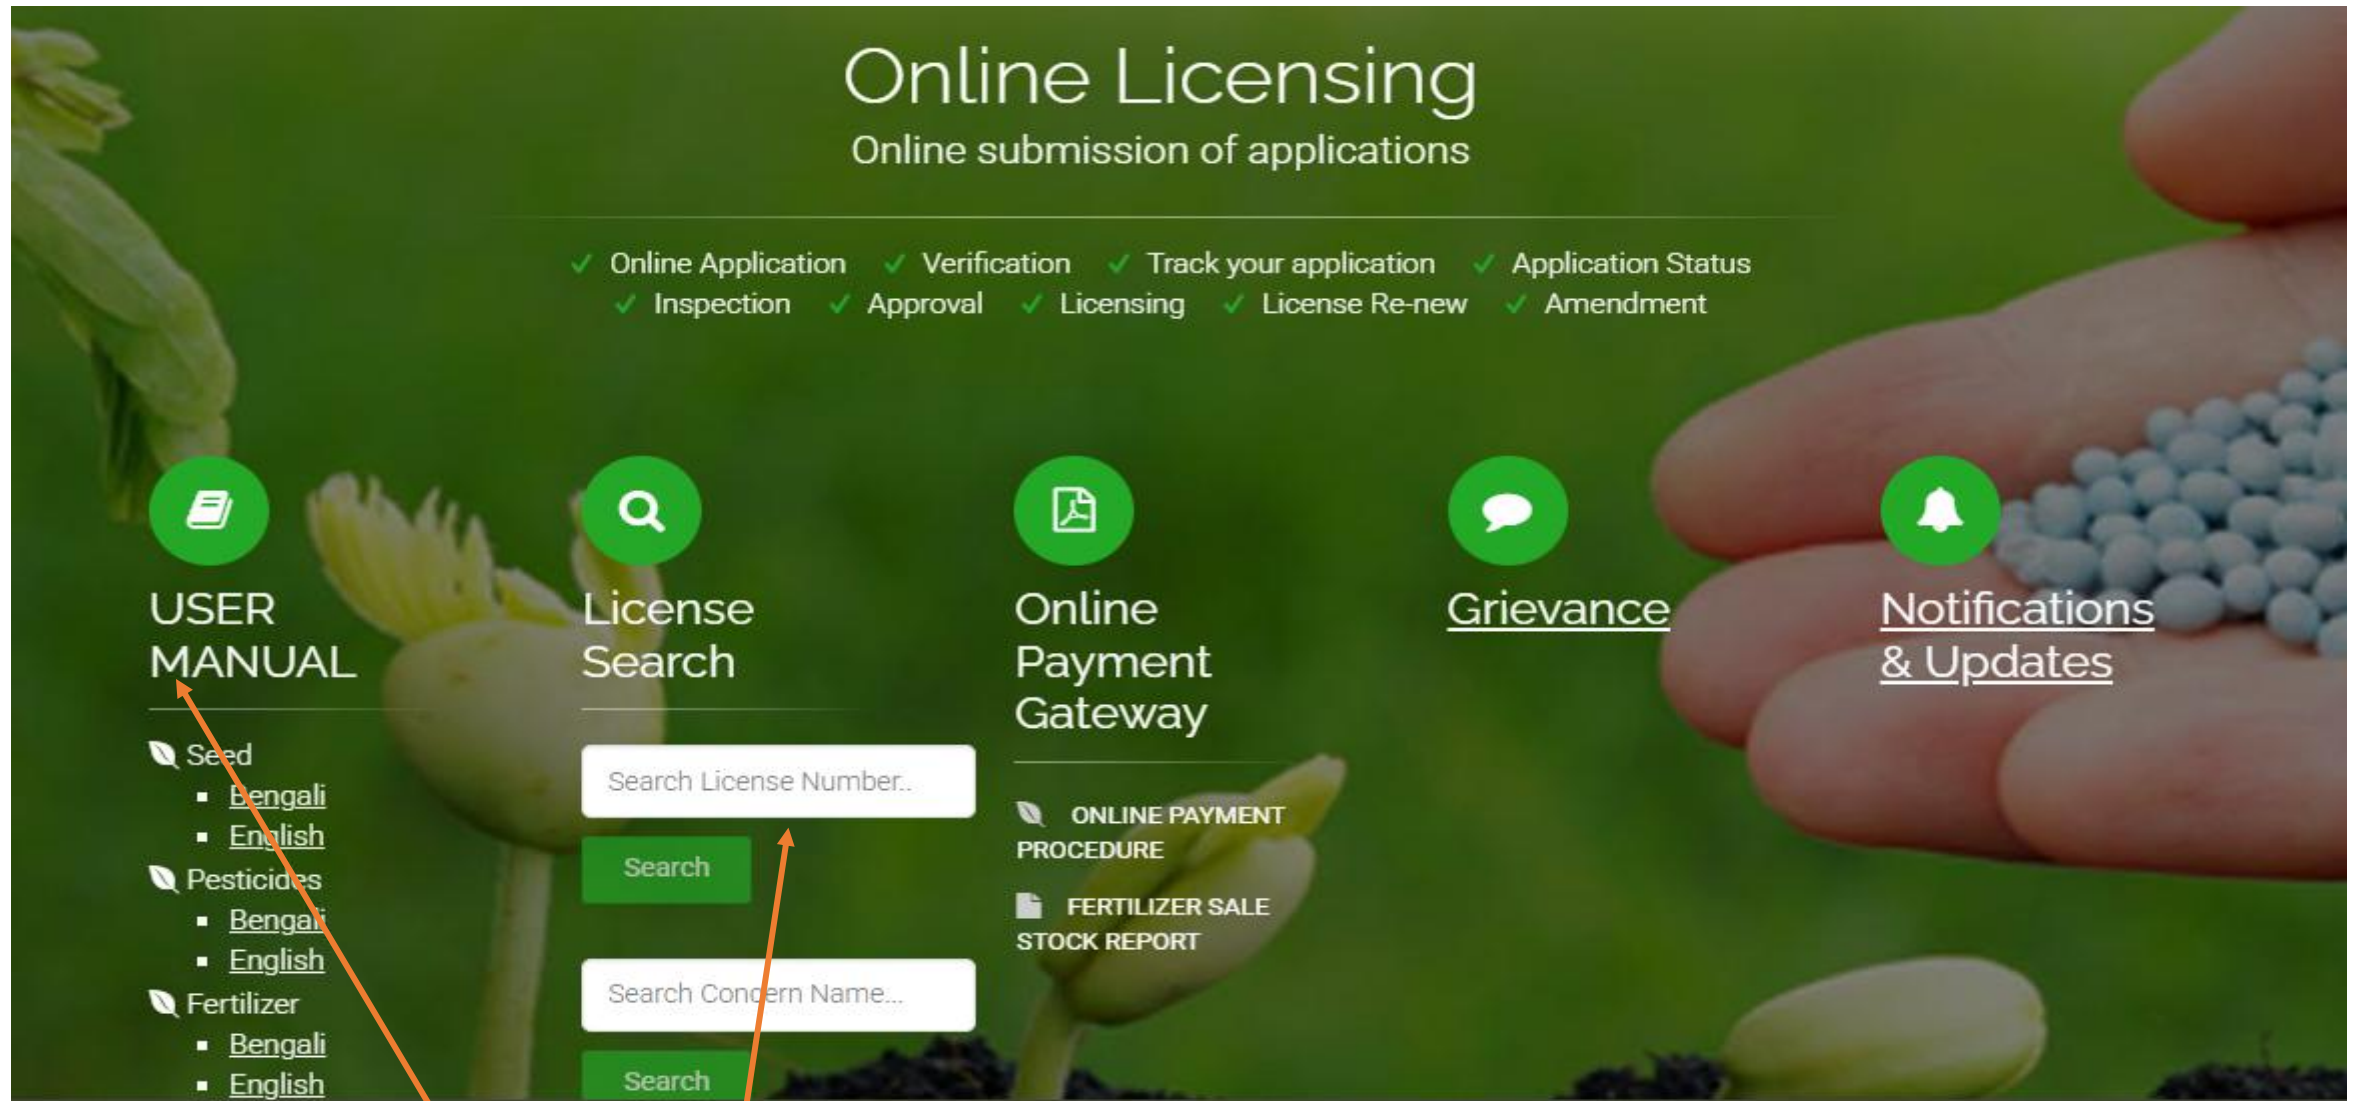 Online Licensing
Online submission of applications
Online Application Verification Track your application Application Status
Inspection Approval Licensing License Re-new Amendment
USER
MANUAL
Seed
Bengali
English
Pesticides
Bengali
English
Fertilizer
Bengali
English
License
Search
Search License Number..
Search
Search Concern Name...
Search
Online
Payment
Gateway
ONLINE PAYMENT
PROCEDURE
FERTILIZER SALE
STOCK REPORT
Grievance
Notifications
& Updates